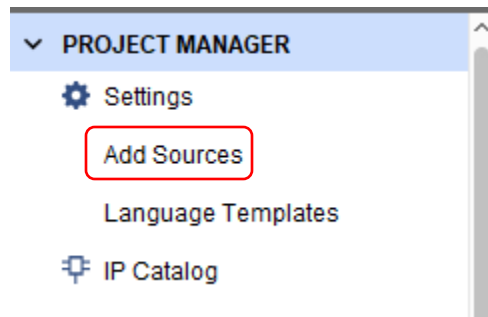 PROJECT MANAGER
Settings
Add Sources
Language Templates
IP Catalog